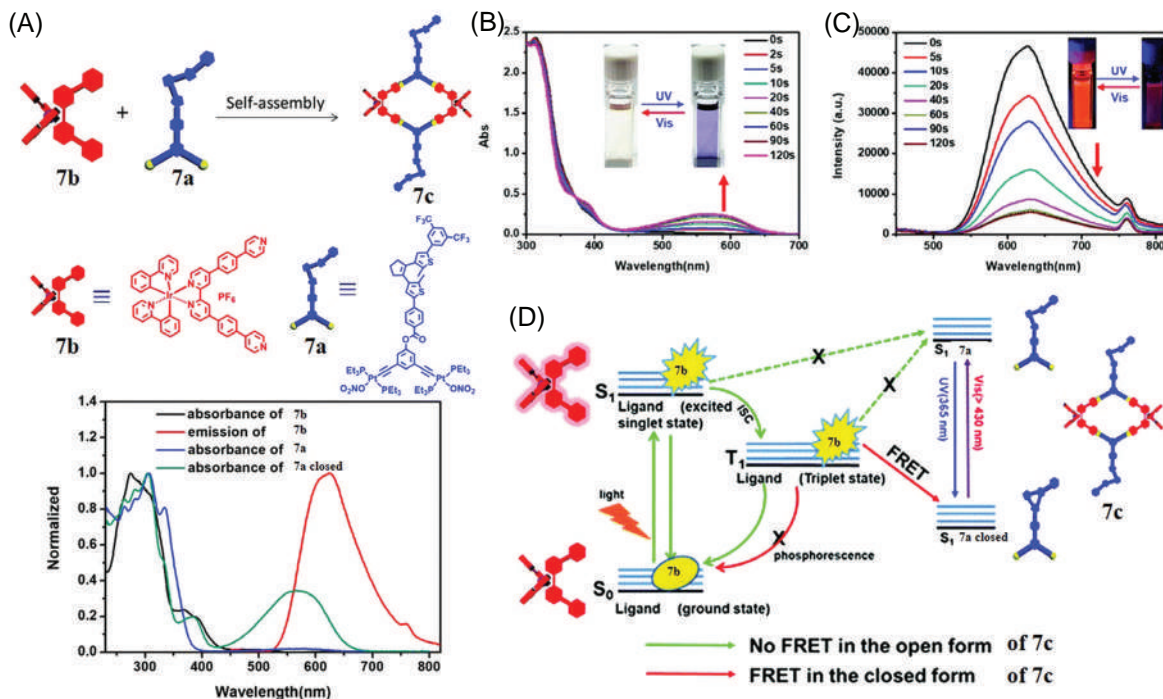 (A)
7b
+
7a
Self-assembly
7c
7b
≡
N
N
Ir
N
N
N
N
PF6
7a
≡
F3C
CF3
S
S
O
O
Et3P
PEt3
Et3P
PEt3
Pt
Pt
O2NO
PEt3
Et3P
ONO2
1.4
1.2
1.0
0.8
0.6
0.4
0.2
0.0
Normalized
absorbance of 7b
emission of 7b
absorbance of 7a
absorbance of 7a closed
300 400 500 600 700 800
Wavelength(nm)
(B)
2.5
2.0
1.5
1.0
0.5
0.0
Abs
UV
Vis
0s
2s
5s
10s
20s
40s
60s
90s
120s
300 400 500 600 700
Wavelength(nm)
(C)
50000
40000
30000
20000
10000
0
Intensity (a.u.)
0s
5s
10s
20s
40s
60s
90s
120s
UV
Vis
500 600 700 800
Wavelength(nm)
(D)
7b
S1
Ligand (excited
singlet state)
ISC
X
X
S1 7a
7b
T1
Ligand (Triplet state)
FRET
UV(365 nm)
Vis(> 430 nm)
7c
S1 7a closed
light
X
phosphorescence
7b
S0
Ligand (ground state)
No FRET in the open form of 7c
FRET in the closed form of 7c